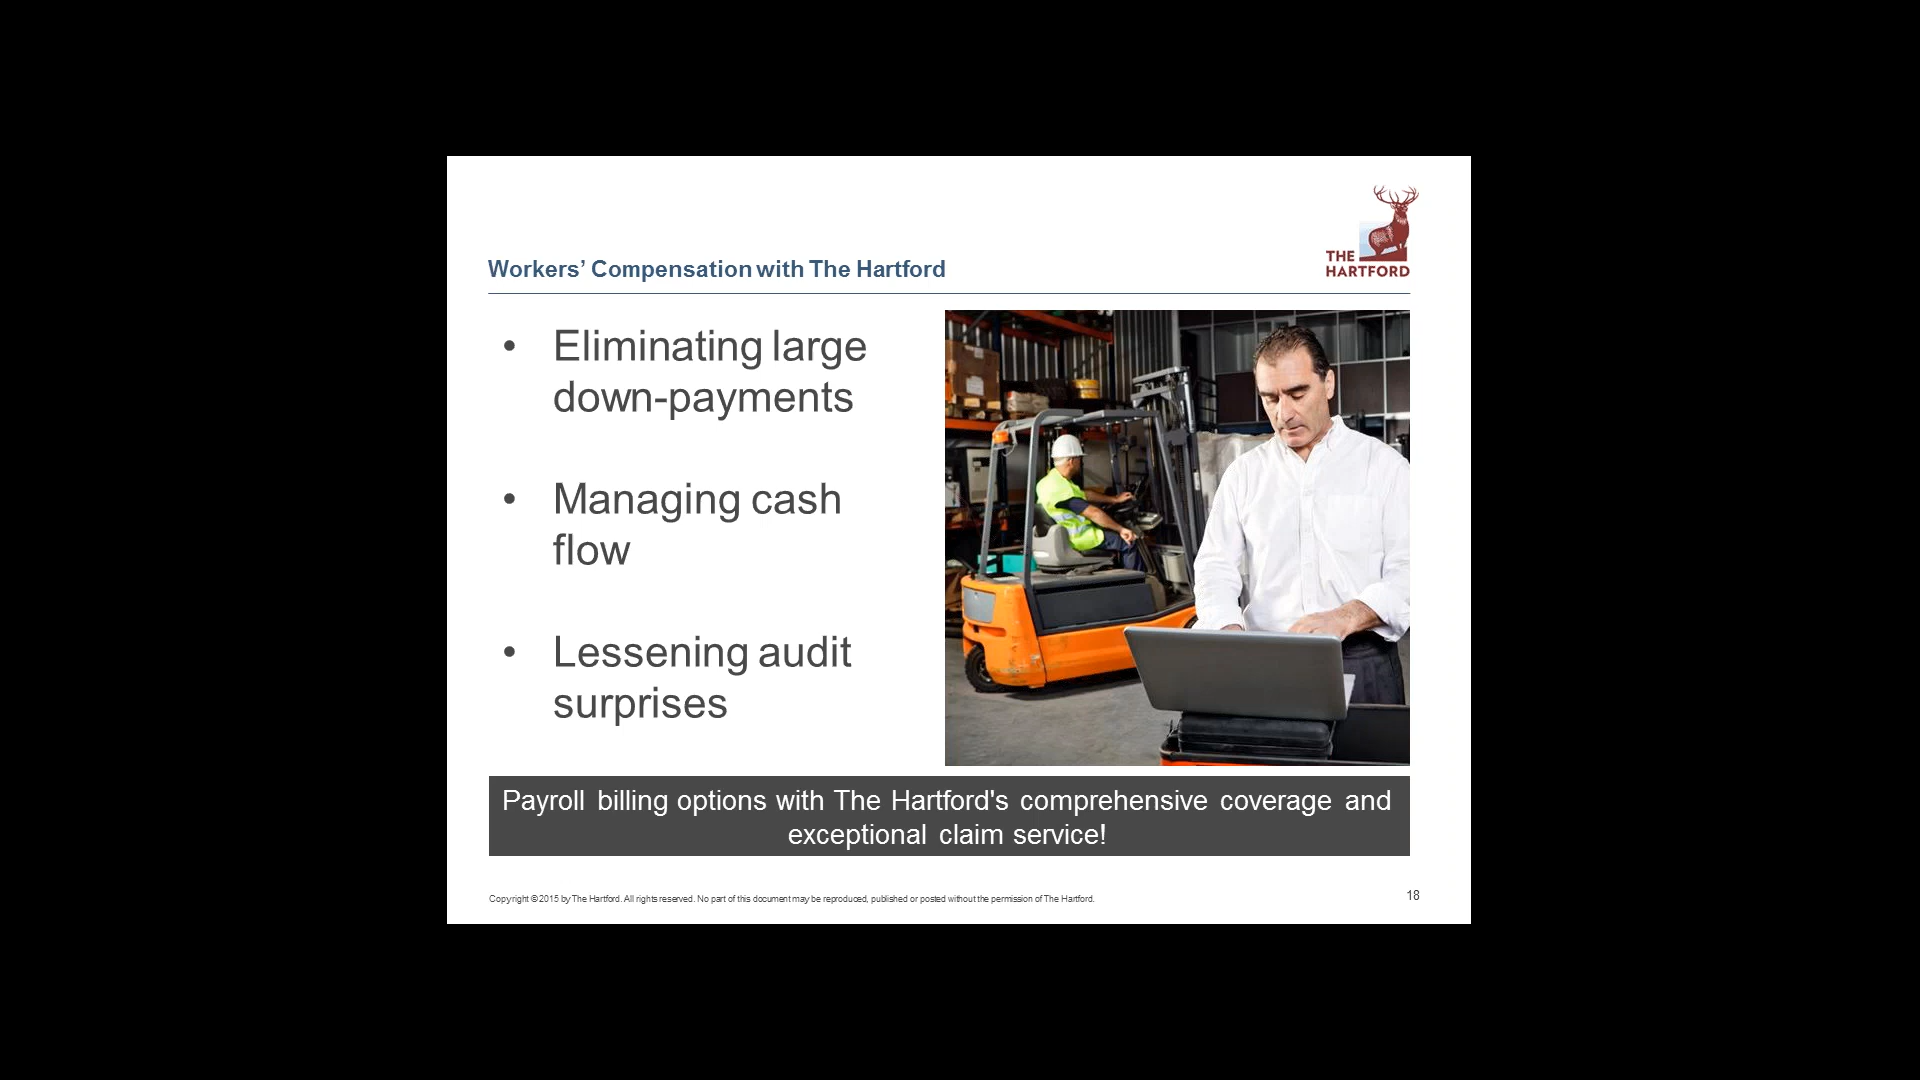 THE
HARTFORD
Workers’ Compensation with The Hartford
• Eliminating large
down-payments
• Managing cash
flow
• Lessening audit
surprises
Payroll billing options with The Hartford's comprehensive coverage and
exceptional claim service!
Copyright © 2015 by The Hartford. All rights reserved. No part of this document may be reproduced, published or posted without the permission of The Hartford.
18